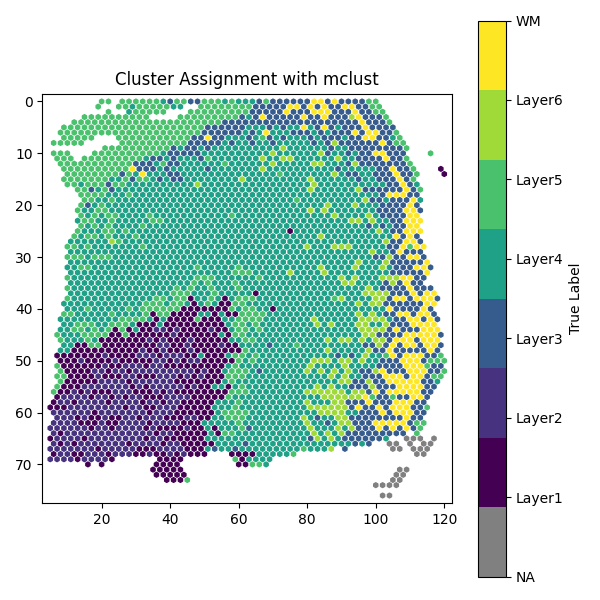 Cluster Assignment with mclust
0
10
20
30
40
50
60
70
20
40
60
80
100
120
WM
Layer6
Layer5
Layer4
Layer3
Layer2
Layer1
NA
True Label